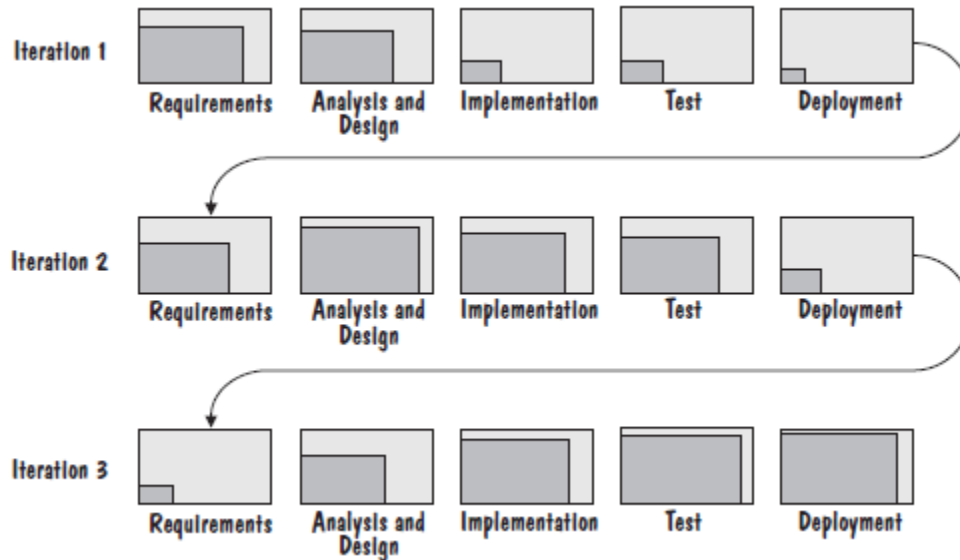 Iteration 1
Requirements
Analysis and
Design
Implementation
Test
Deployment
Iteration 2
Requirements
Analysis and
Design
Implementation
Test
Deployment
Iteration 3
Requirements
Analysis and
Design
Implementation
Test
Deployment